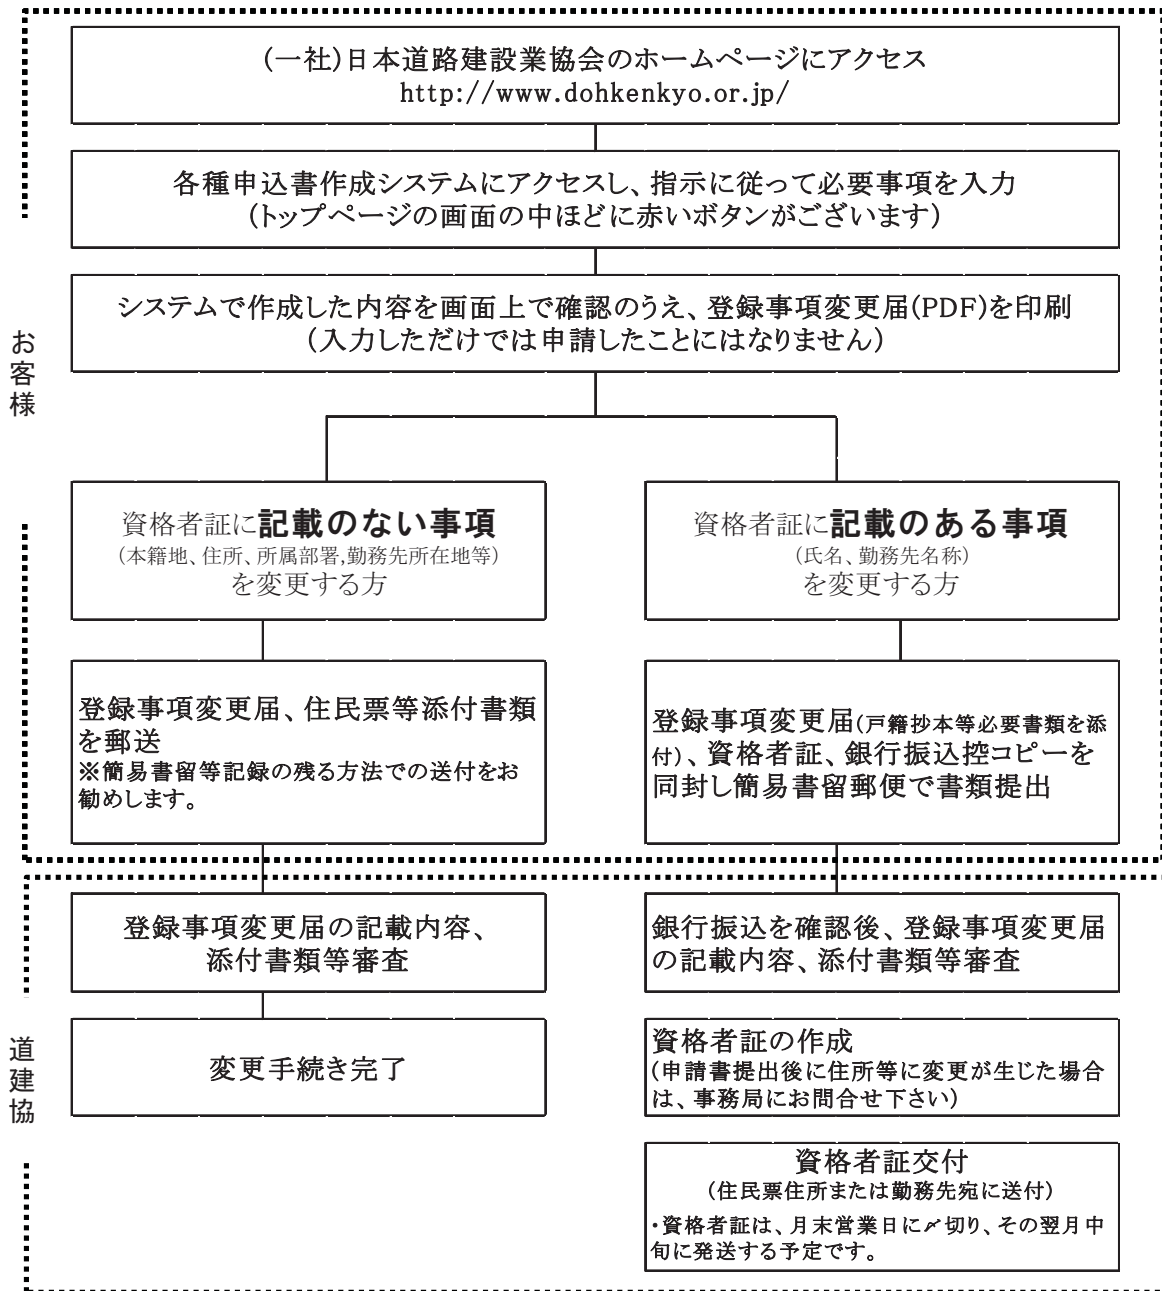 (一社)日本道路建設業協会のホームページにアクセス
http://www.dohkenkyo.or.jp/
各種申込書作成システムにアクセスし、指示に従って必要事項を入力
(トップページの画面の中ほどに赤いボタンがございます)
システムで作成した内容を画面上で確認のうえ、登録事項変更届(PDF)を印刷
(入力しただけでは申請したことにはなりません)
お客様
資格者証に記載のない事項
(本籍地、住所、所属部署,勤務先所在地等)
を変更する方
資格者証に記載のある事項
(氏名、勤務先名称)
を変更する方
登録事項変更届、住民票等添付書類
を郵送
※簡易書留等記録の残る方法での送付をお
勧めします。
登録事項変更届(戸籍抄本等必要書類を添
付)、資格者証、銀行振込控コピーを
同封し簡易書留郵便で書類提出
登録事項変更届の記載内容、
添付書類等審査
銀行振込を確認後、登録事項変更届
の記載内容、添付書類等審査
道建協
変更手続き完了
資格者証の作成
(申請書提出後に住所等に変更が生じた場合
は、事務局にお問合せ下さい)
資格者証交付
(住民票住所または勤務先宛に送付)
・資格者証は、月末営業日に〆切り、その翌月中
旬に発送する予定です。